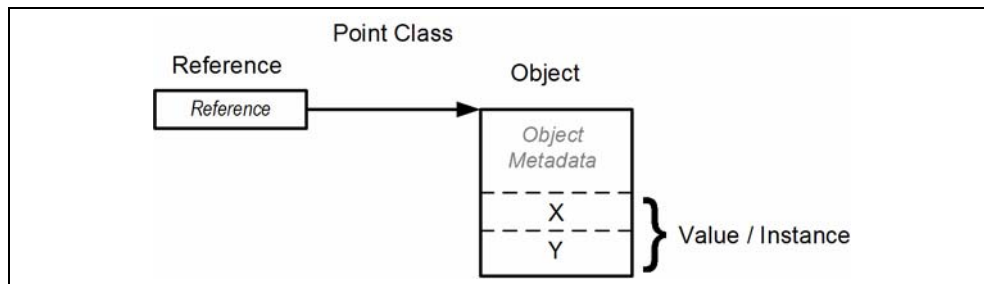 Point Class
Reference
Object
Reference
Object
Metadata
X
Y
Value / Instance